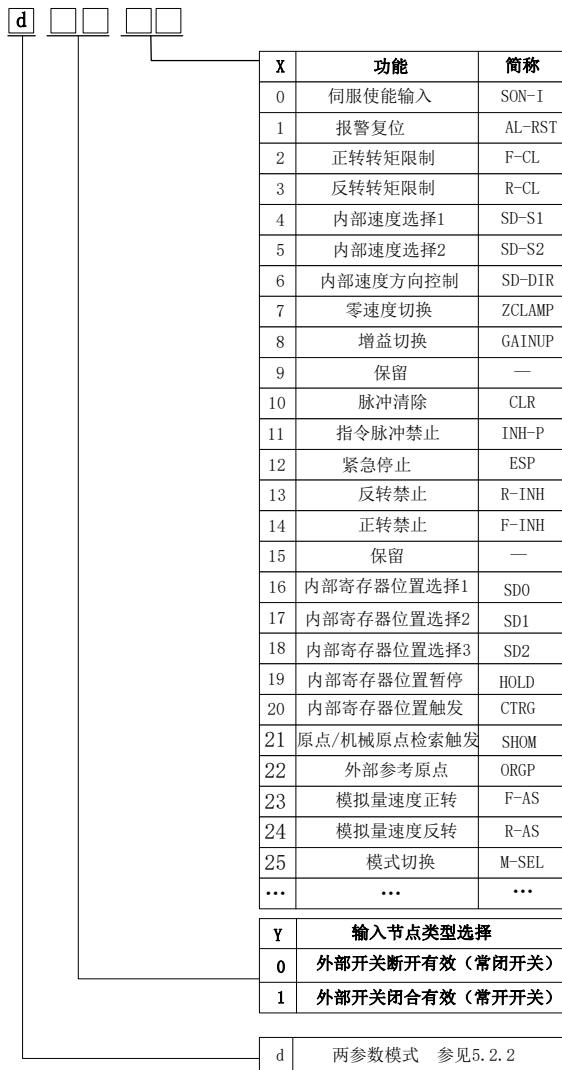 d
X 功能 简称
0 伺服使能输入 SON-I
1 报警复位 AL-RST
2 正转转矩限制 F-CL
3 反转转矩限制 R-CL
4 内部速度选择1 SD-S1
5 内部速度选择2 SD-S2
6 内部速度方向控制 SD-DIR
7 零速度切换 ZCLAMP
8 增益切换 GAINUP
9 保留 —
10 脉冲清除 CLR
11 指令脉冲禁止 INH-P
12 紧急停止 ESP
13 反转禁止 R-INH
14 正转禁止 F-INH
15 保留 —
16 内部寄存器位置选择1 SD0
17 内部寄存器位置选择2 SD1
18 内部寄存器位置选择3 SD2
19 内部寄存器位置暂停 HOLD
20 内部寄存器位置触发 CTRG
21 原点/机械原点检索触发 SHOM
22 外部参考原点 ORGP
23 模拟量速度正转 F-AS
24 模拟量速度反转 R-AS
25 模式切换 M-SEL
… … …
Y 输入节点类型选择
0 外部开关断开有效（常闭开关）
1 外部开关闭合有效（常开开关）
d 两参数模式 参见5.2.2